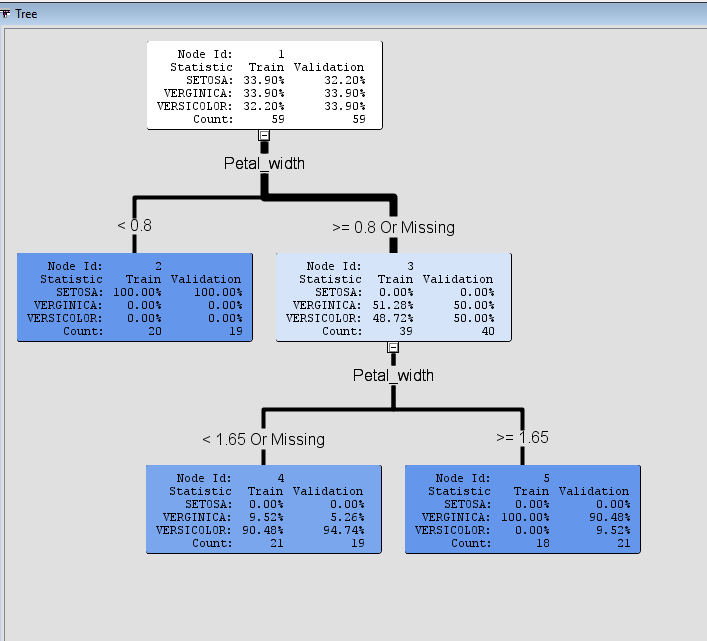 Tree
Node Id: 1
Statistic Train Validation
SETOSA: 33.90% 32.20%
VERGINICA: 33.90% 33.90%
VERSICOLOR: 32.20% 33.90%
Count: 59 59
Petal_width
< 0.8
>= 0.8 Or Missing
Node Id: 2
Statistic Train Validation
SETOSA: 100.00% 100.00%
VERGINICA: 0.00% 0.00%
VERSICOLOR: 0.00% 0.00%
Count: 20 19
Node Id: 3
Statistic Train Validation
SETOSA: 0.00% 0.00%
VERGINICA: 51.28% 50.00%
VERSICOLOR: 48.72% 50.00%
Count: 39 40
Petal_width
< 1.65 Or Missing
>= 1.65
Node Id: 4
Statistic Train Validation
SETOSA: 0.00% 0.00%
VERGINICA: 9.52% 5.26%
VERSICOLOR: 90.48% 94.74%
Count: 21 19
Node Id: 5
Statistic Train Validation
SETOSA: 0.00% 0.00%
VERGINICA: 100.00% 90.48%
VERSICOLOR: 0.00% 9.52%
Count: 18 21